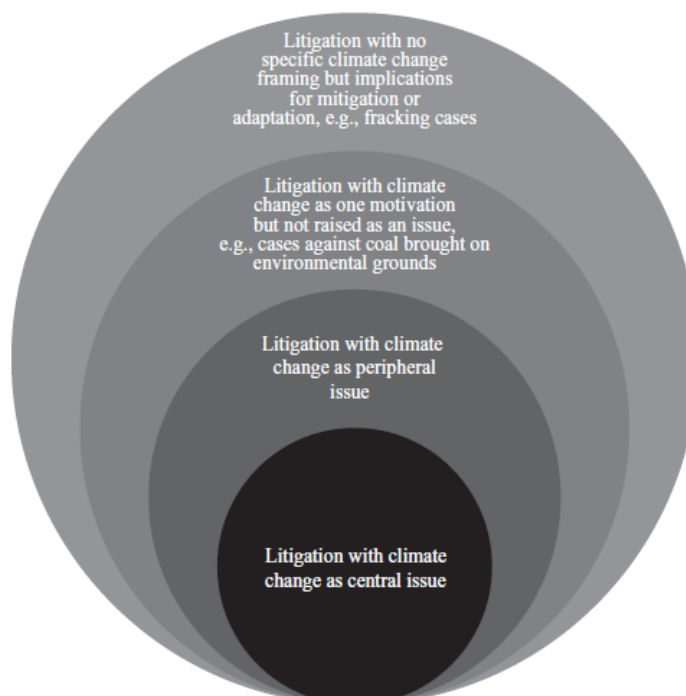 Litigation with no
specific climate change
framing but implications
for mitigation or
adaptation, e.g., fracking cases
Litigation with climate
change as one motivation
but not raised as an issue,
e.g., cases against coal brought on
environmental grounds
Litigation with climate
change as peripheral
issue
Litigation with climate
change as central issue